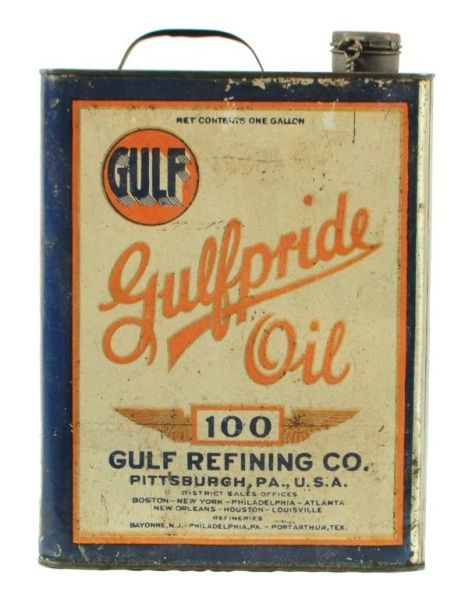 NET CONTENTS ONE GALLON
GULF
Gulfpride
Oil
100
GULF REFINING CO.
PITTSBURGH, PA., U.S.A.
DISTRICT SALES OFFICES
BOSTON - NEW YORK - PHILADELPHIA - ATLANTA
NEW ORLEANS - HOUSTON - LOUISVILLE
REFINERIES
BAYONNE, N.J. - PHILADELPHIA, PA. - PORT ARTHUR, TEX.